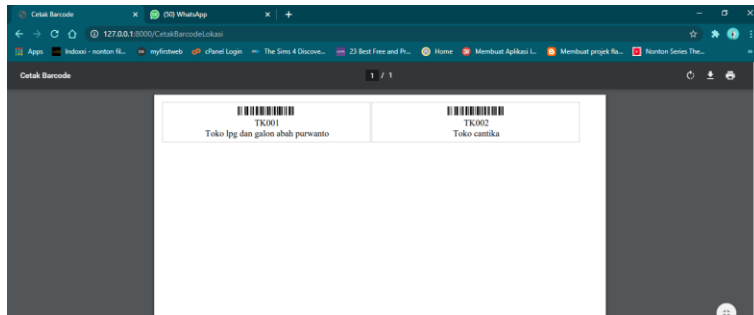 Cetak Barcode
(50) WhatsApp
127.0.0.1:8000/CetakBarcodeLokasi
Apps
Indoxxi - nonton fil...
myfirstweb
cPanel Login
The Sims 4 Discove...
23 Best Free and Pr...
Home
Membuat Aplikasi I...
Membuat projek fla...
Nonton Series The...
Cetak Barcode
1 / 1
TK001
Toko lpg dan galon abah purwanto
TK002
Toko cantika